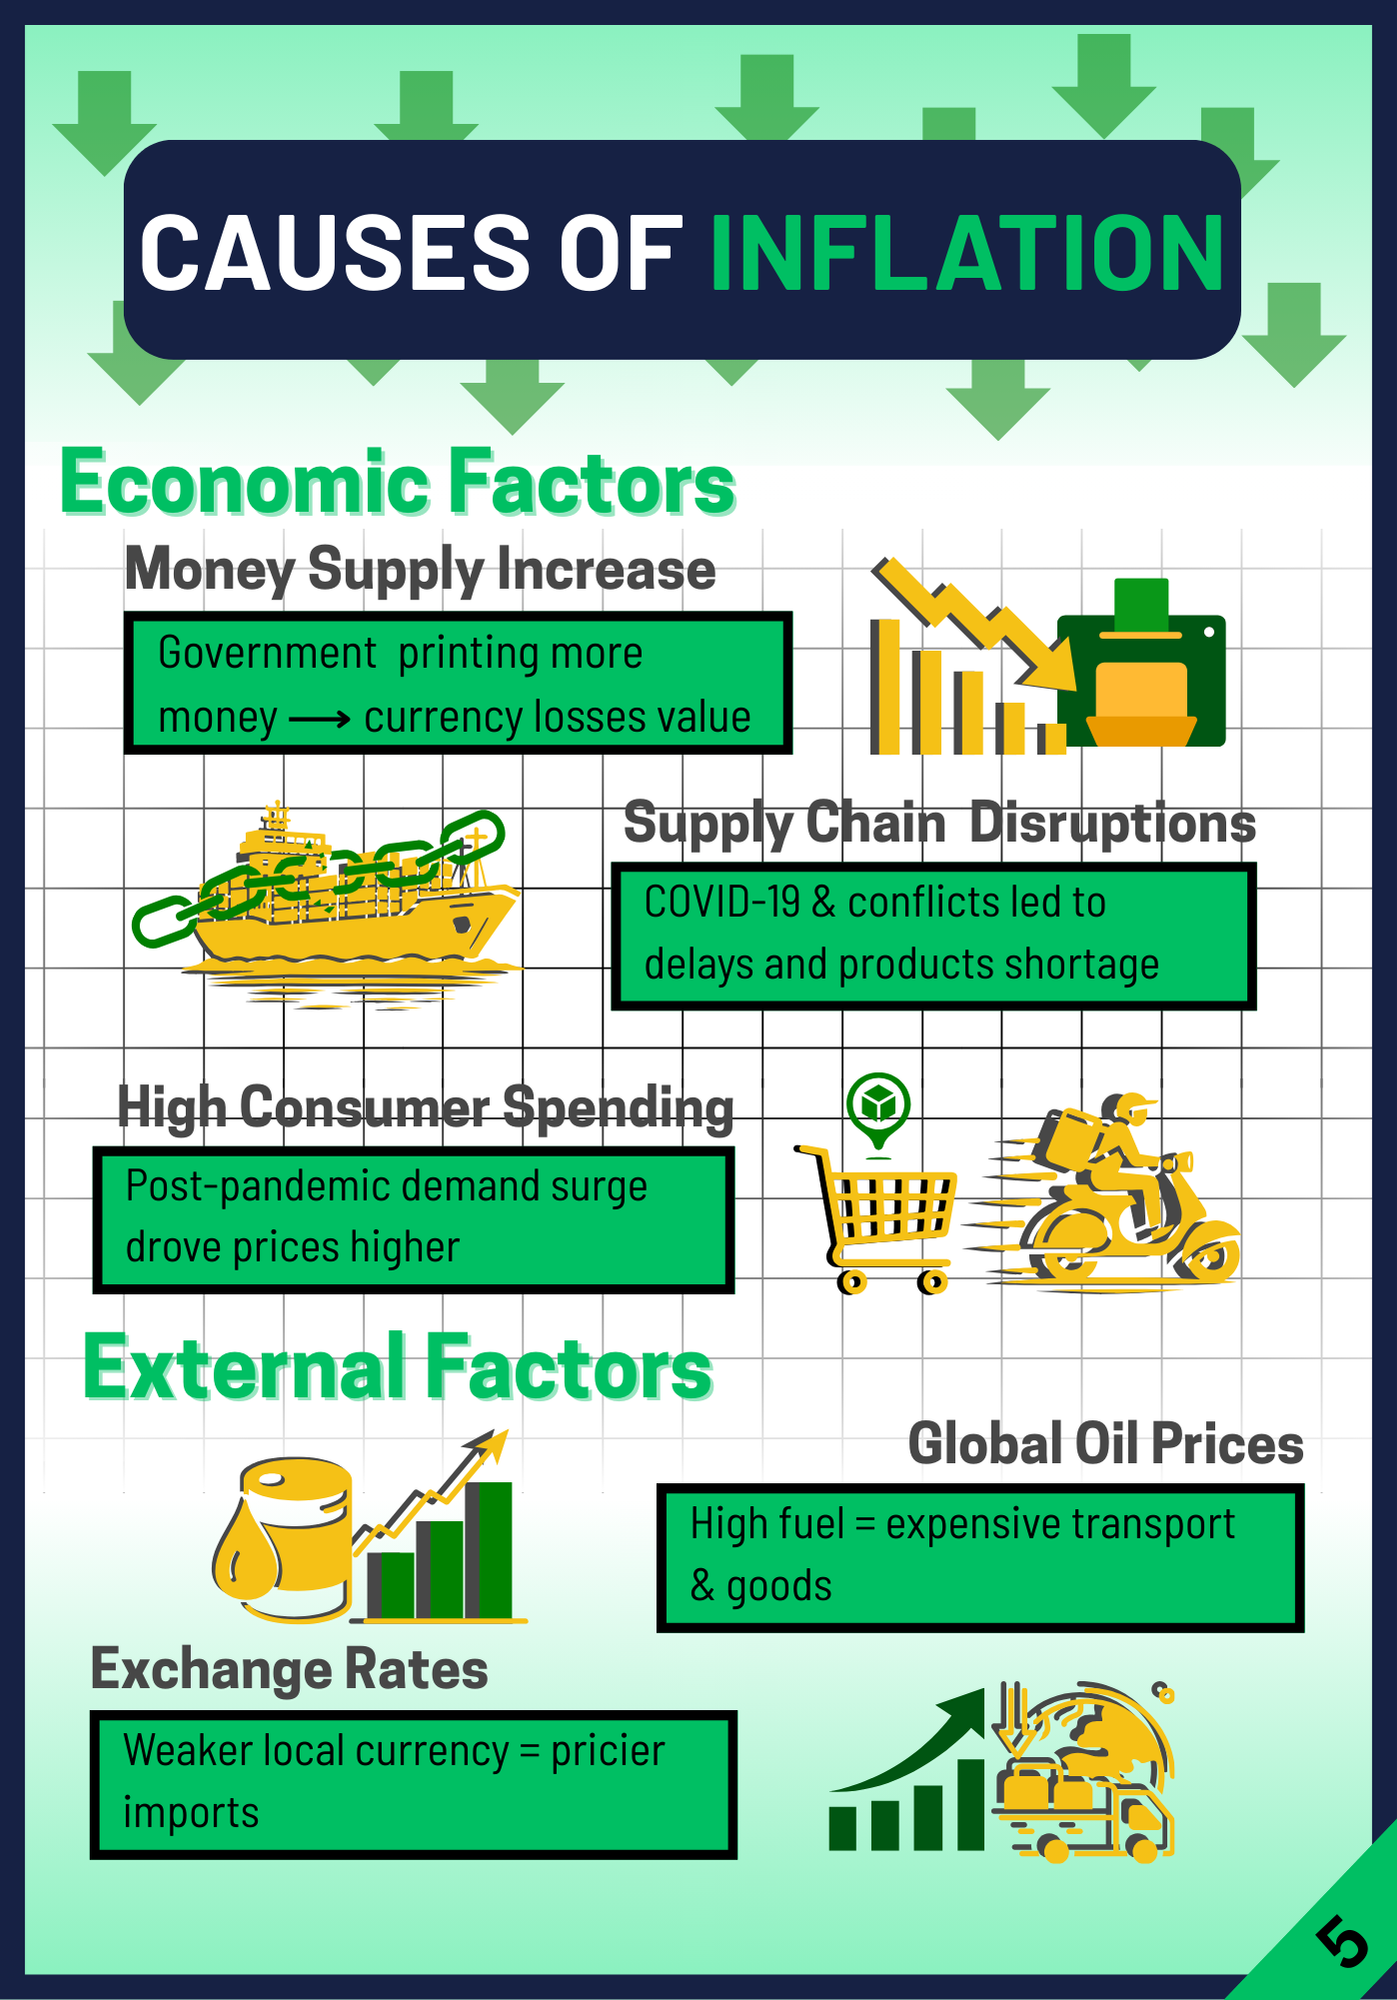 CAUSES OF INFLATION
Economic Factors
Money Supply Increase
Government printing more
money ⟶ currency losses value
Supply Chain Disruptions
COVID-19 & conflicts led to
delays and products shortage
High Consumer Spending
Post-pandemic demand surge
drove prices higher
External Factors
Global Oil Prices
High fuel = expensive transport
& goods
Exchange Rates
Weaker local currency = pricier
imports
5